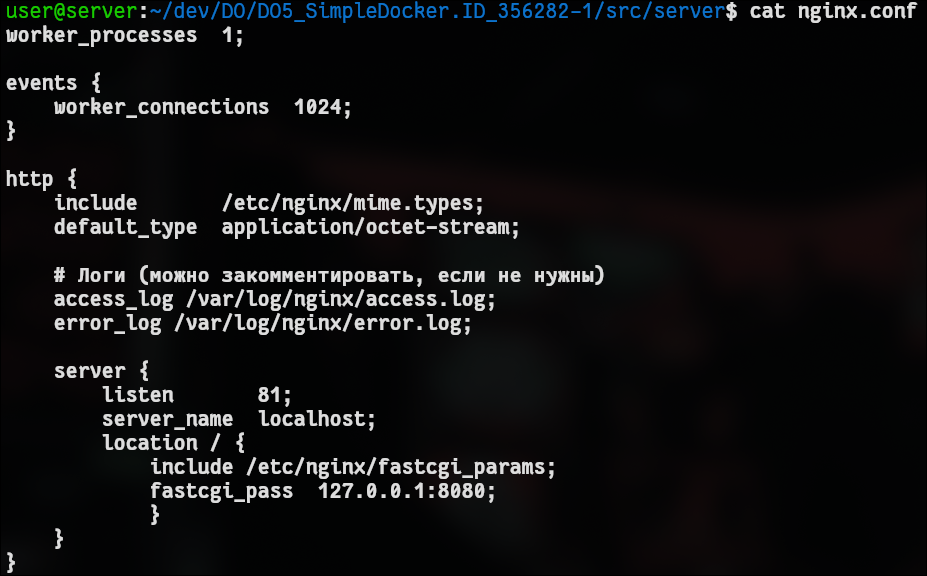 user@server:~/dev/DO/DO5_SimpleDocker.ID_356282-1/src/server$ cat nginx.conf
worker_processes  1;

events {
    worker_connections  1024;
}

http {
    include       /etc/nginx/mime.types;
    default_type  application/octet-stream;

    # Логи (можно закомментировать, если не нужны)
    access_log /var/log/nginx/access.log;
    error_log /var/log/nginx/error.log;

    server {
        listen       81;
        server_name  localhost;
        location / {
            include /etc/nginx/fastcgi_params;
            fastcgi_pass  127.0.0.1:8080;
            }
    }
}